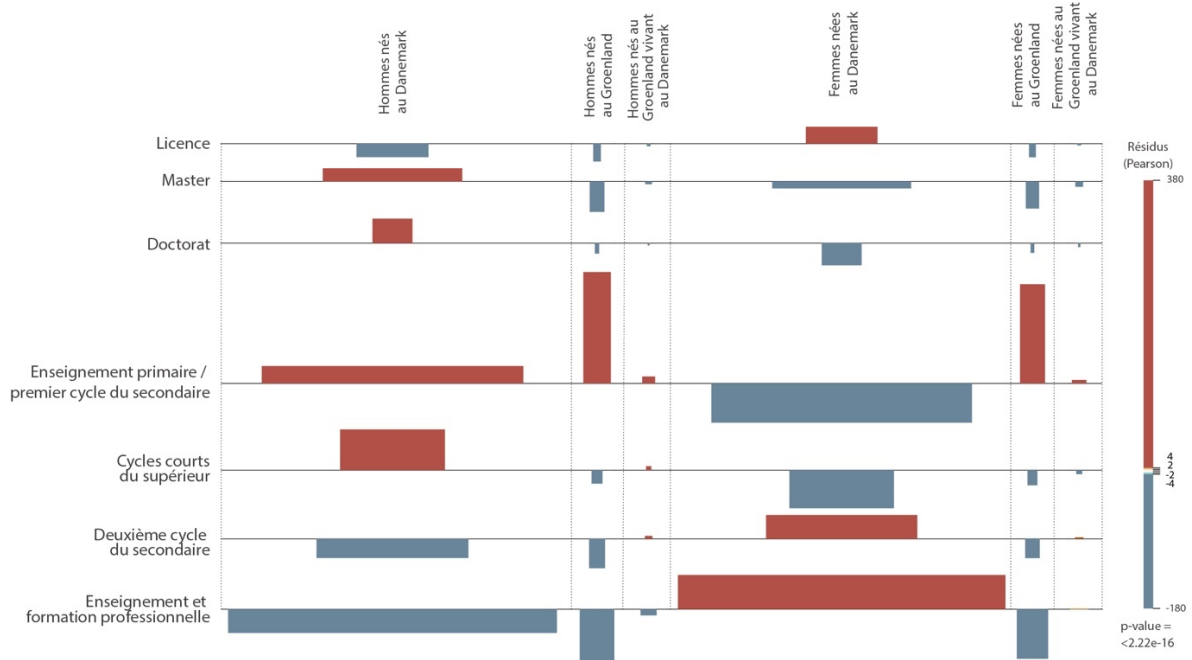 Hommes nés
au Danemark
Hommes nés
au Groenland
Hommes nés au
Groenland vivant
au Danemark
Femmes nées
au Danemark
Femmes nées
au Groenland
Femmes nées au
Groenland vivant
au Danemark
Licence
Master
Doctorat
Enseignement primaire /
premier cycle du secondaire
Cycles courts
du supérieur
Deuxième cycle
du secondaire
Enseignement et
formation professionnelle
Résidus
(Pearson)
380
4
2
-2
-4
-180
p-value =
<2.22e-16